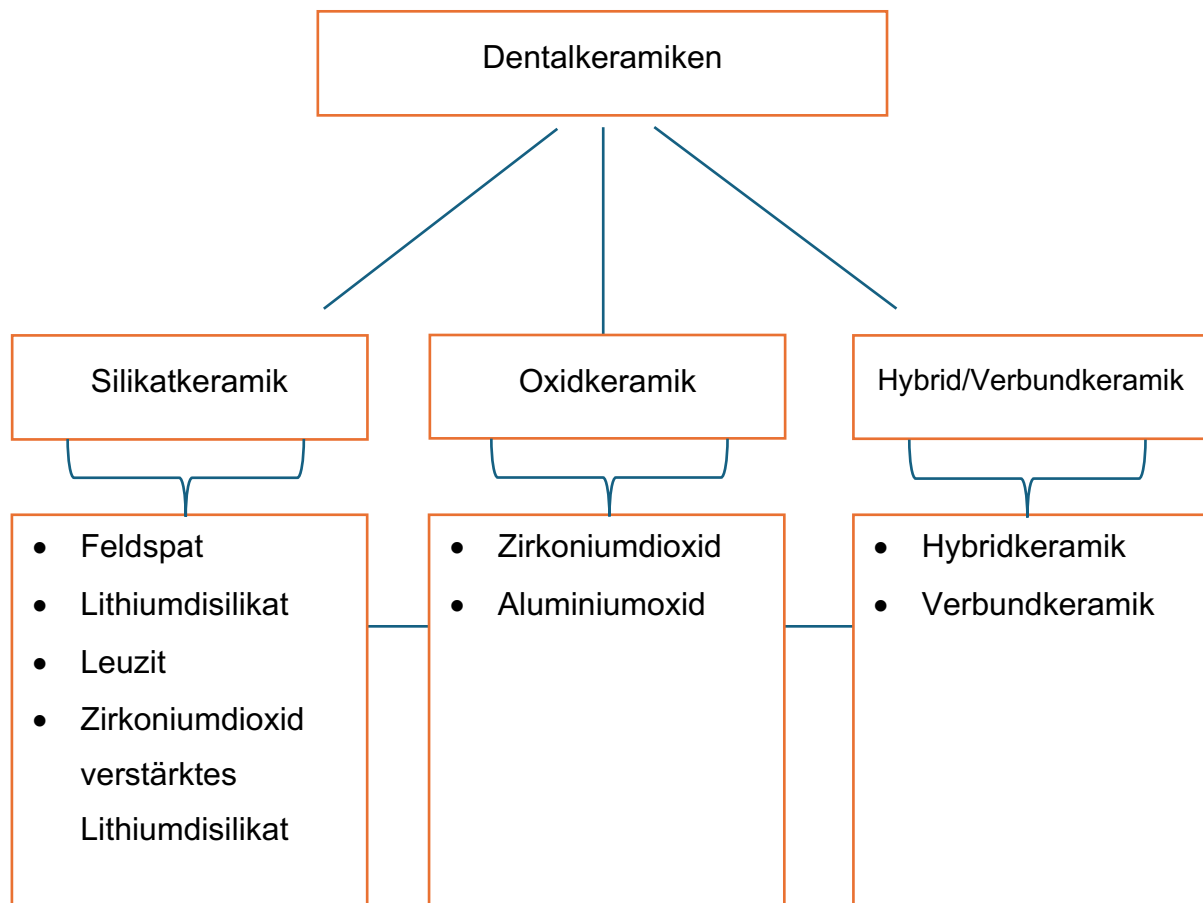 Dentalkeramiken
Silikatkeramik
Oxidkeramik
Hybrid/Verbundkeramik
• Feldspat
• Lithiumdisilikat
• Leuzit
• Zirkoniumdioxid
verstärktes
Lithiumdisilikat
• Zirkoniumdioxid
• Aluminiumoxid
• Hybridkeramik
• Verbundkeramik